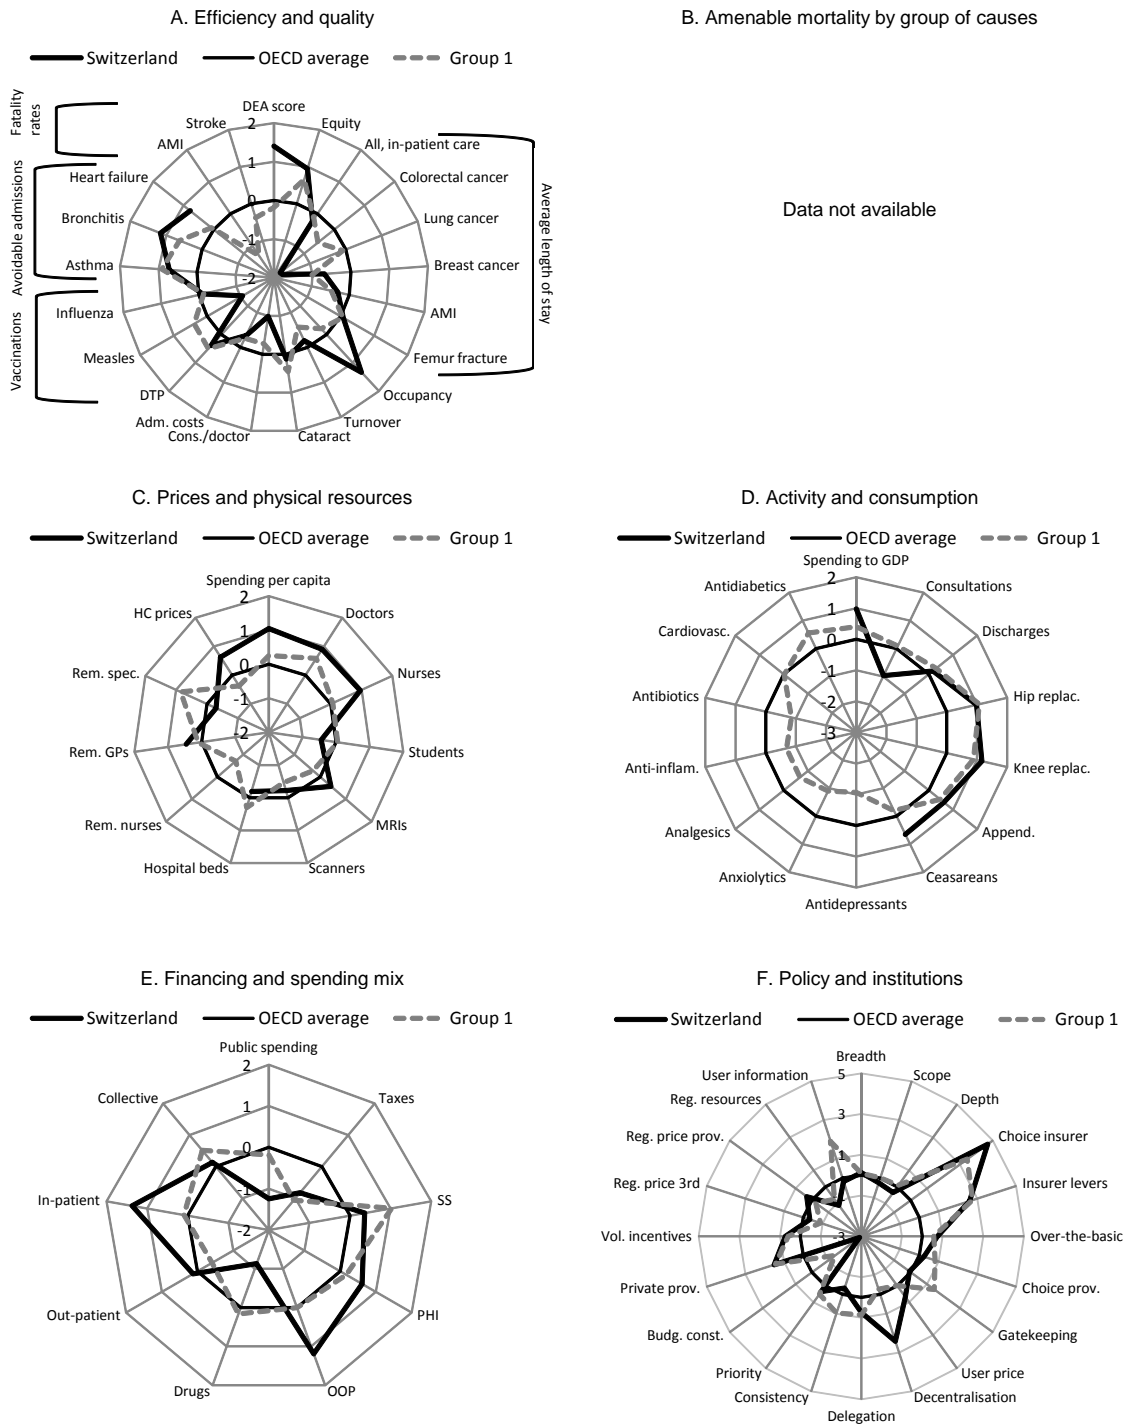 A. Efficiency and quality
Switzerland OECD average Group 1
Fatality rates
Avoidable admissions
Vaccinations
Average length of stay
DEA score
Equity
All, in-patient care
Colorectal cancer
Lung cancer
Breast cancer
AMI
Femur fracture
Occupancy
Turnover
Cataract
Cons./doctor
Adm. costs
DTP
Measles
Influenza
Asthma
Bronchitis
Heart failure
AMI
Stroke
2
1
0
-1
-2
B. Amenable mortality by group of causes
Data not available
C. Prices and physical resources
Switzerland OECD average Group 1
Spending per capita
Doctors
Nurses
Students
MRIs
Scanners
Hospital beds
Rem. nurses
Rem. GPs
Rem. spec.
HC prices
2
1
0
-1
-2
D. Activity and consumption
Switzerland OECD average Group 1
Spending to GDP
Consultations
Discharges
Hip replac.
Knee replac.
Append.
Ceasareans
Antidepressants
Anxiolytics
Analgesics
Anti-inflam.
Antibiotics
Cardiovasc.
Antidiabetics
2
1
0
-1
-2
-3
E. Financing and spending mix
Switzerland OECD average Group 1
Public spending
Taxes
SS
PHI
OOP
Drugs
Out-patient
In-patient
Collective
2
1
0
-1
-2
F. Policy and institutions
Switzerland OECD average Group 1
Breadth
Scope
Depth
Choice insurer
Insurer levers
Over-the-basic
Choice prov.
Gatekeeping
User price
Decentralisation
Delegation
Consistency
Priority
Budg. const.
Private prov.
Vol. incentives
Reg. price 3rd
Reg. price prov.
Reg. resources
User information
5
3
1
-3